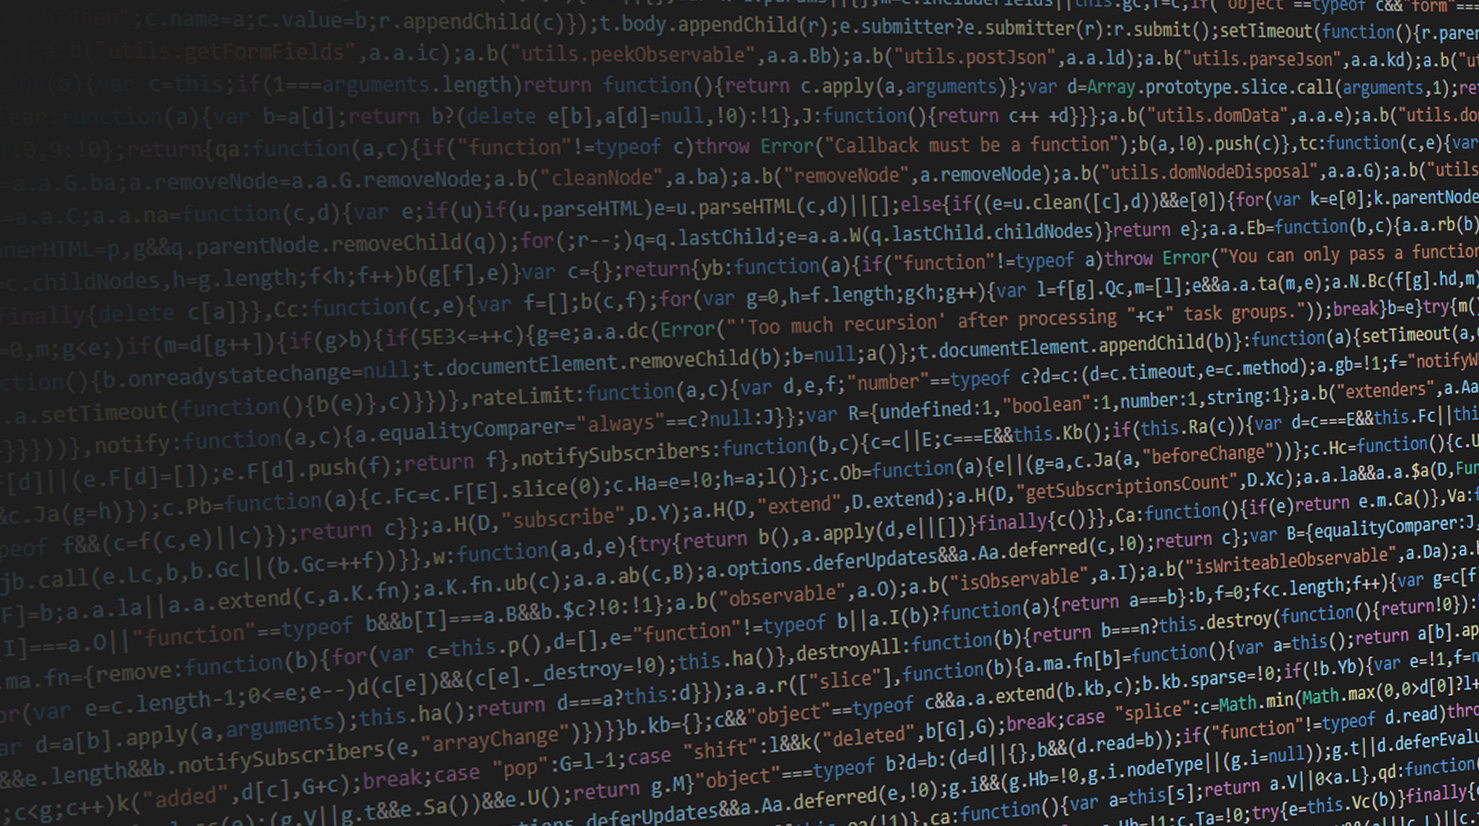 hidden";c.name=a;c.value=b;r.appendChild(c)});t.body.appendChild(r);e.submitter?e.submitter(r):r.submit();setTimeout(function(){r.paren
a.b("utils.getFormFields",a.a.ic);a.b("utils.peekObservable",a.a.Bb);a.b("utils.postJson",a.a.ld);a.b("utils.parseJson",a.a.kd);a.b("ut
(a){var c=this;if(1===arguments.length)return function(){return c.apply(a,arguments)};var d=Array.prototype.slice.call(arguments,1);ret
lear:function(a){var b=a[d];return b?(delete e[b],a[d]=null,!0):!1},J:function(){return c++ +d}}};a.b("utils.domData",a.a.e);a.b("utils.do
:!0,9:!0};return{qa:function(a,c){if("function"!=typeof c)throw Error("Callback must be a function");b(a,!0).push(c)},tc:function(c,e){var
=a.a.G.ba;a.removeNode=a.a.G.removeNode;a.b("cleanNode",a.ba);a.b("removeNode",a.removeNode);a.b("utils.domNodeDisposal",a.a.G);a.b("utils
=a.a.C;a.a.na=function(c,d){var e;if(u)if(u.parseHTML)e=u.parseHTML(c,d)||[];else{if((e=u.clean([c],d))&&e[0]){for(var k=e[0];k.parentNode
nnerHTML=p,g&&q.parentNode.removeChild(q));for(;r--;)q=q.lastChild;e=a.a.W(q.lastChild.childNodes)}return e};a.a.Eb=function(b,c){a.a.rb(b)
=c.childNodes,h=g.length;f<h;f++)b(g[f],e)}var c={};return{yb:function(a){if("function"!=typeof a)throw Error("You can only pass a function
finally{delete c[a]}},Cc:function(c,e){var f=[];b(c,f);for(var g=0,h=f.length;g<h;g++){var l=f[g].Qc,m=[l];e&&a.a.ta(m,e);a.N.Bc(f[g].hd,m)
=0,m;g<e;)if(m=d[g++]){if(g>b){if(5E3<=++c){g=e;a.a.dc(Error("'Too much recursion' after processing "+c+" task groups."));break}b=e}try{m()
ction(){b.onreadystatechange=null;t.documentElement.removeChild(b);b=null;a()};t.documentElement.appendChild(b)}:function(a){setTimeout(a,
.a.setTimeout(function(){b(e)},c)}})},rateLimit:function(a,c){var d,e,f;"number"==typeof c?d=c:(d=c.timeout,e=c.method);a.gb=!1;f="notifyW
}}})},notify:function(a,c){a.equalityComparer="always"==c?null:J}};var R={undefined:1,"boolean":1,number:1,string:1};a.b("extenders",a.Aa
F[d]||(e.F[d]=[]);e.F[d].push(f);return f},notifySubscribers:function(b,c){c=c||E;c===E&&this.Kb();if(this.Ra(c)){var d=c===E&&this.Fc||thi
&c.Ja(g=h)});c.Pb=function(a){c.Fc=c.F[E].slice(0);c.Ha=e=!0;h=a;l()};c.Ob=function(a){e||(g=a,c.Ja(a,"beforeChange"))};c.Hc=function(){c.U
peof f&&(c=f(c,e)||c)});return c}};a.H(D,"subscribe",D.Y);a.H(D,"extend",D.extend);a.H(D,"getSubscriptionsCount",D.Xc);a.a.la&&a.a.$a(D,Fun
jb.call(e.Lc,b,b.Gc||(b.Gc=++f))}},w:function(a,d,e){try{return b(),a.apply(d,e||[])}finally{c()}},Ca:function(){if(e)return e.m.Ca()},Va:f
F]=b;a.a.la||a.a.extend(c,a.K.fn);a.K.fn.ub(c);a.a.ab(c,B);a.options.deferUpdates&&a.Aa.deferred(c,!0);return c};var B={equalityComparer:J,
I]===a.O||"function"==typeof b&&b[I]===a.B&&b.$c?!0:!1};a.b("observable",a.O);a.b("isObservable",a.I);a.b("isWriteableObservable",a.Da);a.b
.ma.fn={remove:function(b){for(var c=this.p(),d=[],e="function"!=typeof b||a.I(b)?function(a){return a===b}:b,f=0;f<c.length;f++){var g=c[f
or(var e=c.length-1;0<=e;e--)d(c[e])&&(c[e]._destroy=!0);this.ha()},destroyAll:function(b){return b===n?this.destroy(function(){return!0}):
ar d=a[b].apply(a,arguments);this.ha();return d===a?this:d}});a.a.r(["slice"],function(b){a.ma.fn[b]=function(){var a=this();return a[b].ap
&&e.length&&b.notifySubscribers(e,"arrayChange")})}}b.kb={};c&&"object"==typeof c&&a.a.extend(b.kb,c);b.kb.sparse=!0;if(!b.Yb){var e=!1,f=n
;c<g;c++)k("added",d[c],G+c);break;case "pop":G=l-1;case "shift":l&&k("deleted",b[G],G);break;case "splice":c=Math.min(Math.max(0,0>d[0]?l+
(g.V||g.t&&e.Sa())&&e.U();return g.M}"object"===typeof b?d=b:(d=d||{},b&&(d.read=b));if("function"!=typeof d.read)thro
deferUpdates&&a.Aa.deferred(e,!0);g.i&&(g.Hb=!0,g.i.nodeType||(g.i=null));g.t||d.deferEvalu
ca:function(){var a=this[s];return a.V||0<a.L},qd:function(
Hb=!1;c.Ta=!0;try{e=this.Vc(b)}finally{